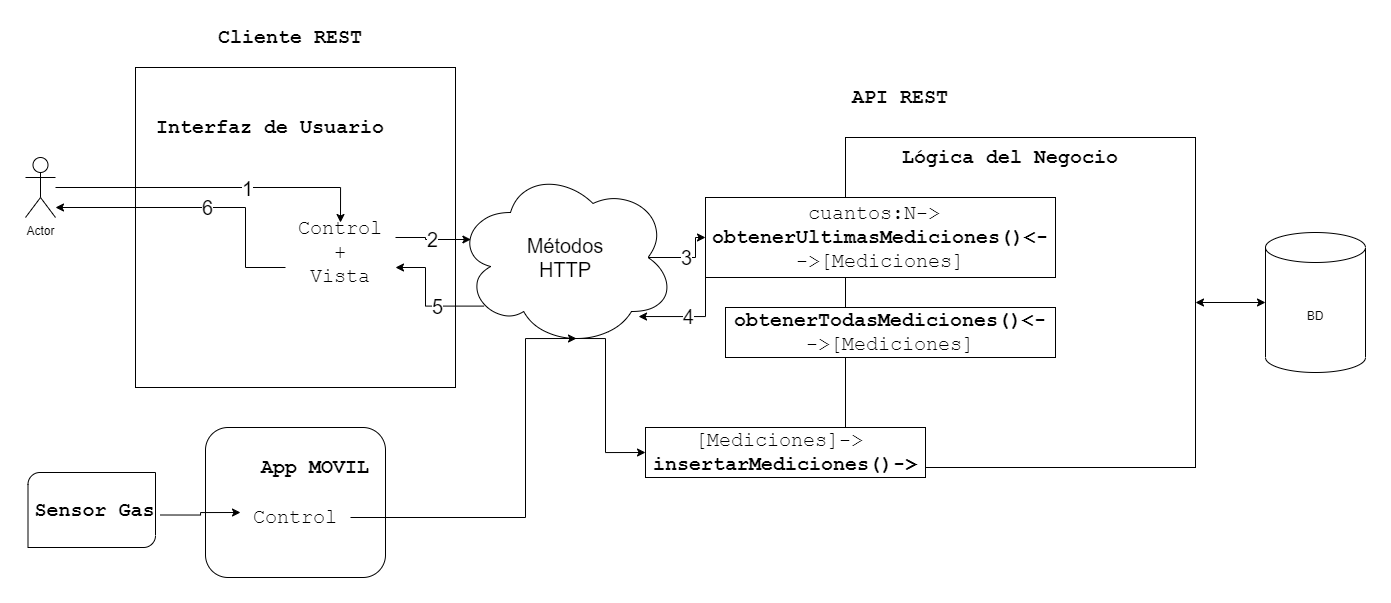 Cliente REST
API REST
Interfaz de Usuario
Lógica del Negocio
1
6
Actor
Control
+
Vista
2
Métodos
HTTP
3
cuantos:N->
obtenerUltimasMediciones()<-
->[Mediciones]
5
4
obtenerTodasMediciones()<-
->[Mediciones]
BD
[Mediciones]->
insertarMediciones()->
App MOVIL
Sensor Gas
Control